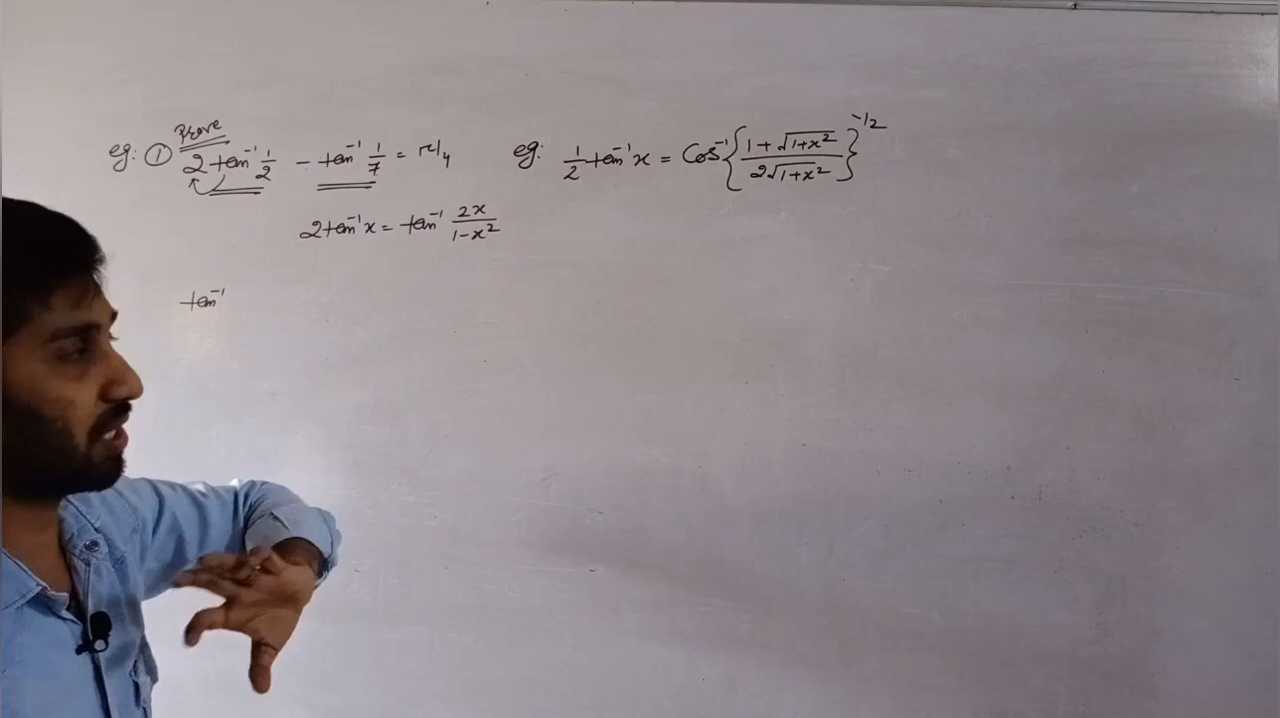 Prove
eg: ① 2 tan⁻¹ 1/2 - tan⁻¹ 1/7 = π/4
2 tan⁻¹ x = tan⁻¹ 2x/(1-x²)
tan⁻¹
eg: 1/2 tan⁻¹ x = Cos⁻¹ {(1+√(1+x²))/(2√(1+x²))}^(-1/2)